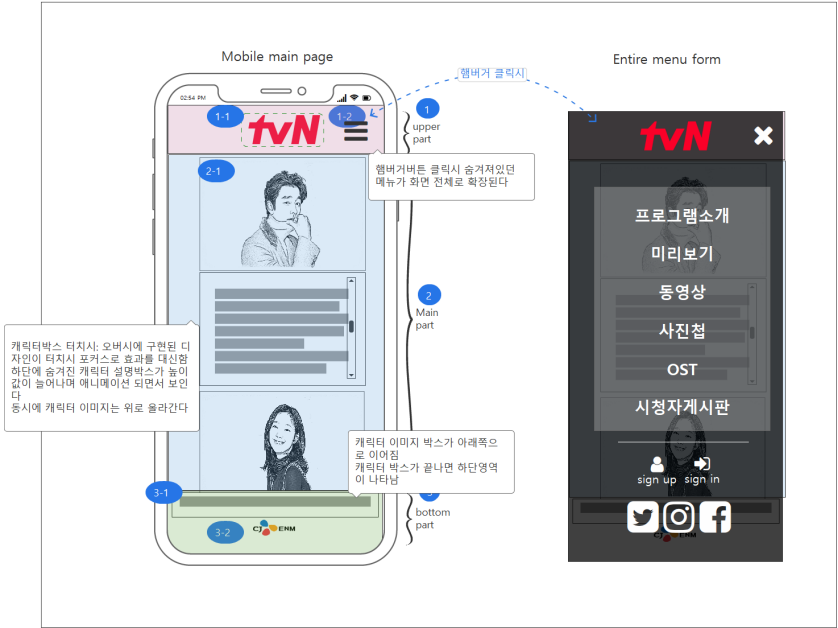 Mobile main page
Entire menu form
햄버거 클릭시
02:54 PM
1-1
tvN
1-2
1
upper
part
햄버거버튼 클릭시 숨겨져있던
메뉴가 화면 전체로 확장된다
2-1
2
Main
part
캐릭터박스 터치시: 오버시에 구현된 디
자인이 터치시 포커스로 효과를 대신함
하단에 숨겨진 캐릭터 설명박스가 높이
값이 늘어나며 애니메이션 되면서 보인
다
동시에 캐릭터 이미지는 위로 올라간다
캐릭터 이미지 박스가 아래쪽으
로 이어짐
캐릭터 박스가 끝나면 하단영역
이 나타남
3-1
bottom
part
3-2
CJ ENM
tvN
프로그램소개
미리보기
동영상
사진첩
OST
시청자게시판
sign up sign in
CJ ENM